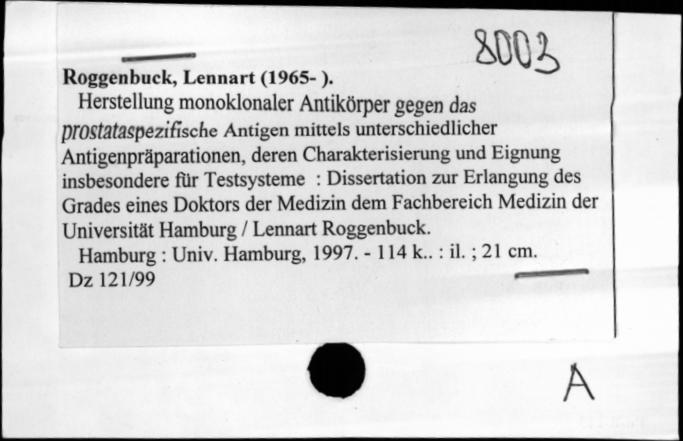 8003
Roggenbuck, Lennart (1965- ).
Herstellung monoklonaler Antikörper gegen das
prostataspezifische Antigen mittels unterschiedlicher
Antigenpräparationen, deren Charakterisierung und Eignung
insbesondere für Testsysteme : Dissertation zur Erlangung des
Grades eines Doktors der Medizin dem Fachbereich Medizin der
Universität Hamburg / Lennart Roggenbuck.
Hamburg : Univ. Hamburg, 1997. - 114 k.. : il. ; 21 cm.
Dz 121/99
A